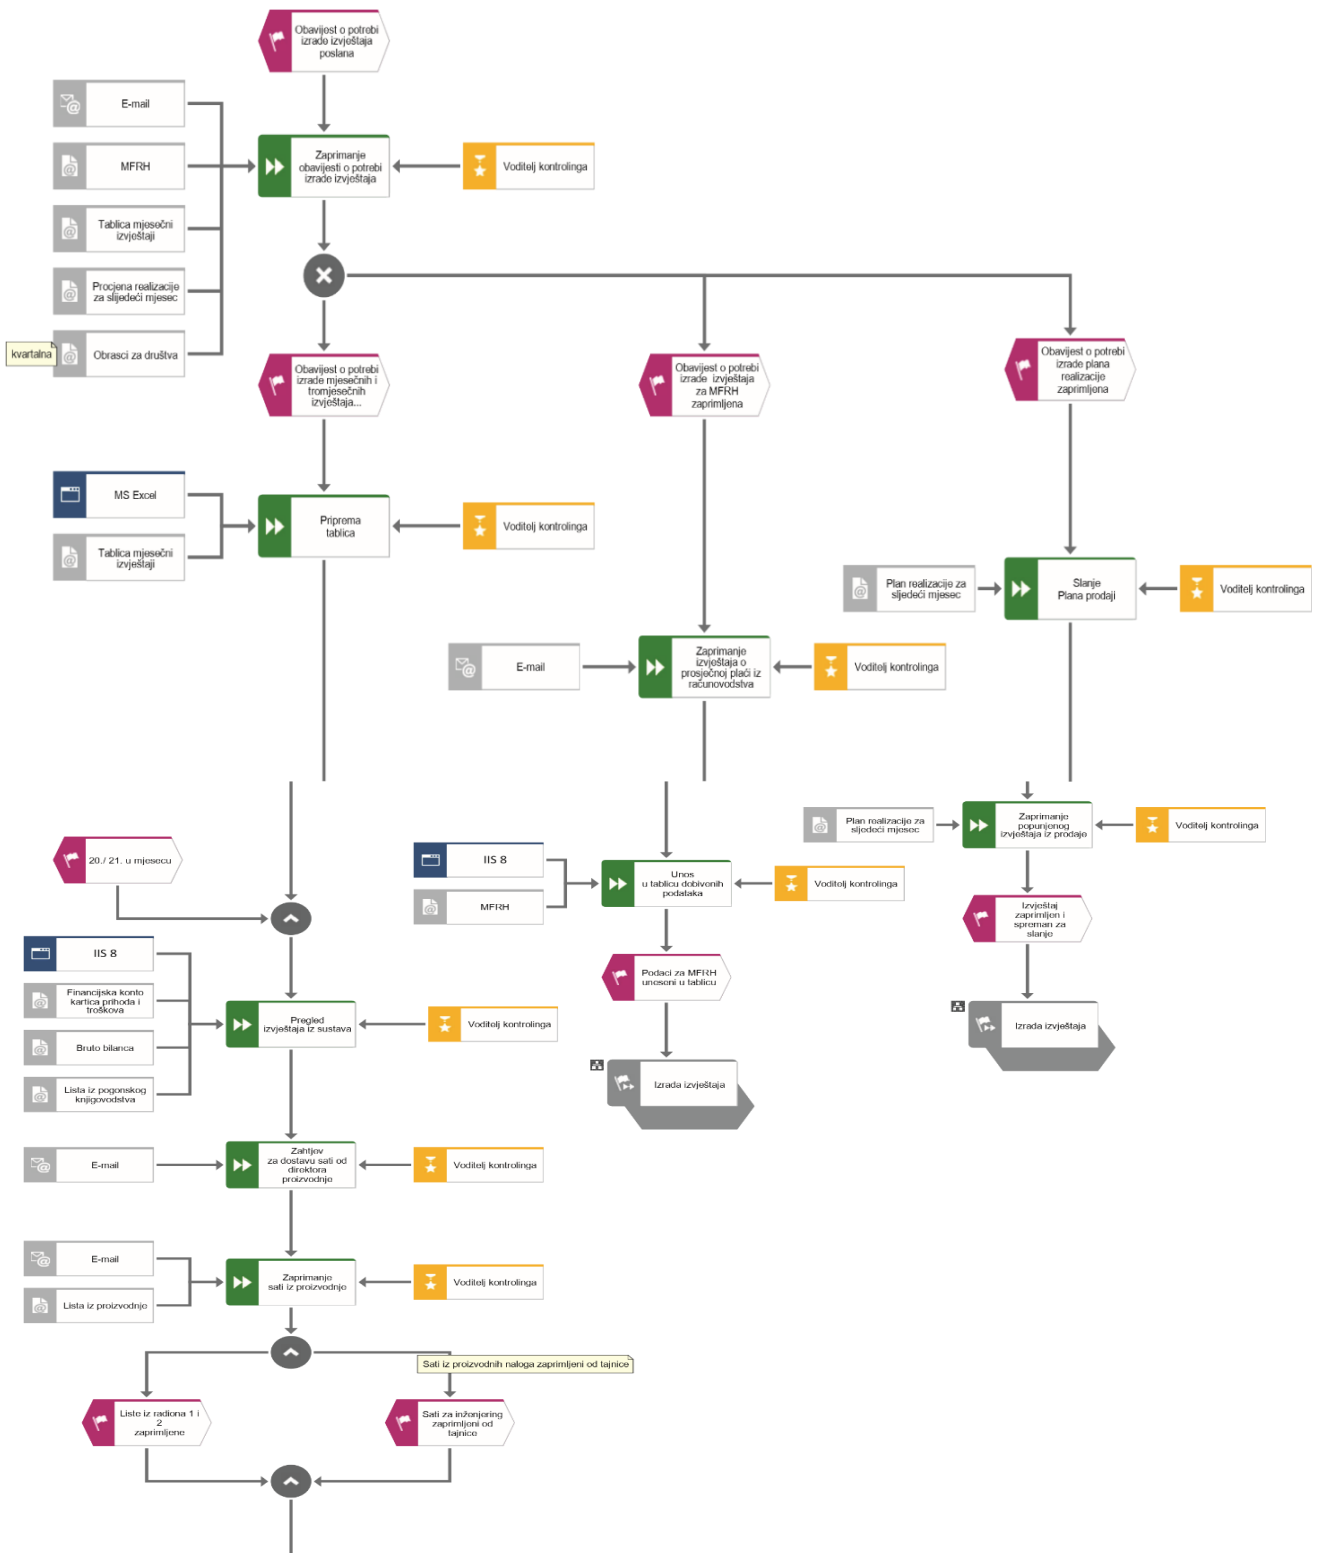 Obavijest o potrebi
izrade izvještaja
poslana
E-mail
MFRH
Tablica mjesečni
izvještaji
Procjena realizacije
za slijedeći mjesec
kvartalna
Obrasci za društva
Zaprimanje
obavijesti o potrebi
izrade izvještaja
Voditelj kontrolinga
Obavijest o potrebi
izrade mjesečnih i
tromjesečnih
izvještaja...
Obavijest o potrebi
izrade izvještaja
za MFRH
zaprimljena
Obavijest o potrebi
izrade plana
realizacije
zaprimljena
MS Excel
Tablica mjesečni
izvještaji
Priprema
tablica
Voditelj kontrolinga
Plan realizacije za
sljedeći mjesec
Slanje
Plana prodaji
Voditelj kontrolinga
E-mail
Zaprimanje
izvještaja o
prosječnoj plaći iz
računovodstva
Voditelj kontrolinga
Plan realizacije za
sljedeći mjesec
Zaprimanje
popunjenog
izvještaja iz prodaje
Voditelj kontrolinga
20./ 21. u mjesecu
IIS 8
MFRH
Unos
u tablicu dobivenih
podataka
Voditelj kontrolinga
Izvještaj
zaprimljen i
spreman za
slanje
IIS 8
Financijska konto
kartica prihoda i
troškova
Bruto bilanca
Lista iz pogonskog
knjigovodstva
Pregled
izvještaja iz sustava
Voditelj kontrolinga
Podaci za MFRH
uneseni u tablicu
Izrada izvještaja
Izrada izvještaja
E-mail
Zahtjev
za dostavu sati od
direktora
proizvodnje
Voditelj kontrolinga
E-mail
Lista iz proizvodnje
Zaprimanje
sati iz proizvodnje
Voditelj kontrolinga
Sati iz proizvodnih naloga zaprimljeni od tajnice
Liste iz radiona 1 i
2
zaprimljene
Sati za inženjering
zaprimljeni od
tajnice